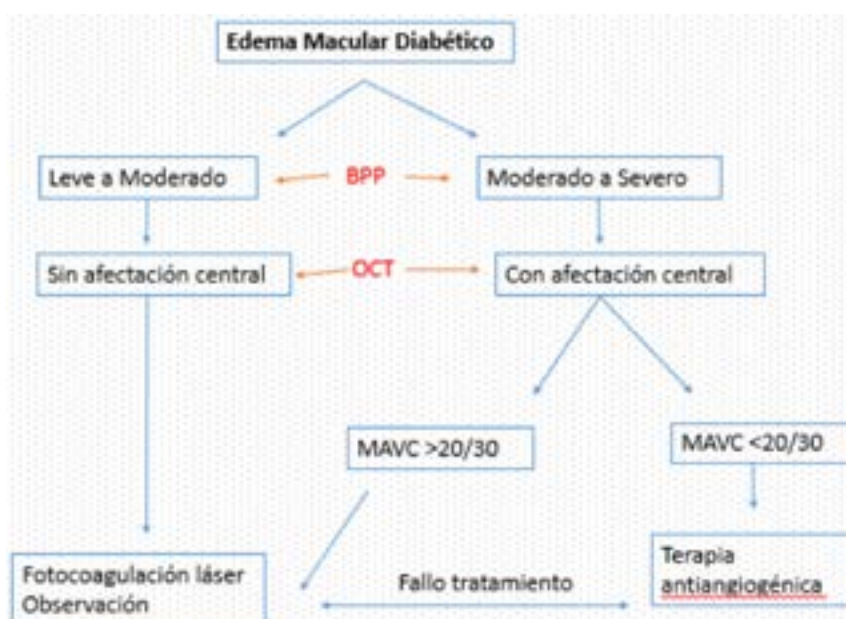 Edema Macular Diabético
Leve a Moderado
BPP
Moderado a Severo
Sin afectación central
OCT
Con afectación central
MAVC >20/30
MAVC <20/30
Fotocoagulación láser
Observación
Fallo tratamiento
Terapia
antiangiogénica